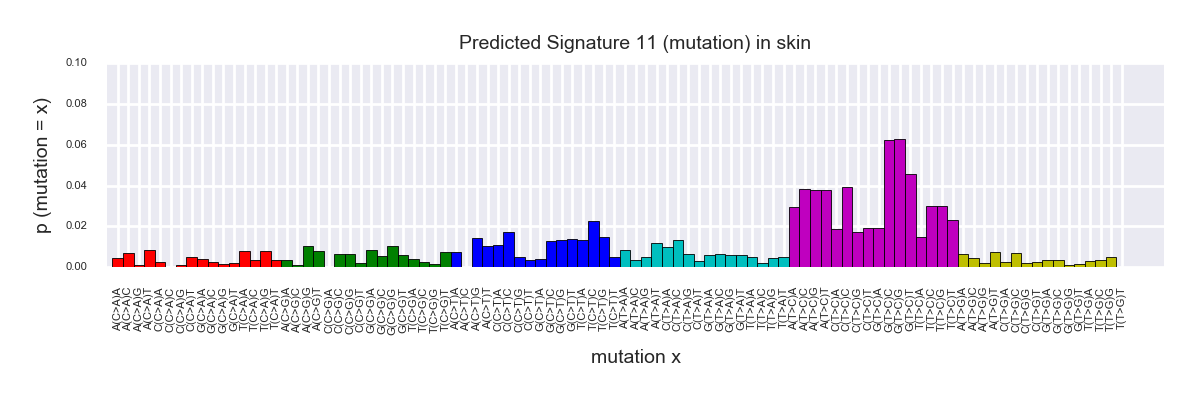 Predicted Signature 11 (mutation) in skin
p (mutation = x)
0.10
0.08
0.06
0.04
0.02
0.00
A(C>A)A
A(C>A)C
A(C>A)G
A(C>A)T
C(C>A)A
C(C>A)C
C(C>A)G
C(C>A)T
G(C>A)A
G(C>A)C
G(C>A)G
G(C>A)T
T(C>A)A
T(C>A)C
T(C>A)G
T(C>A)T
A(C>G)A
A(C>G)C
A(C>G)G
A(C>G)T
C(C>G)A
C(C>G)C
C(C>G)G
C(C>G)T
G(C>G)A
G(C>G)C
G(C>G)G
G(C>G)T
T(C>G)A
T(C>G)C
T(C>G)G
T(C>G)T
A(C>T)A
A(C>T)C
A(C>T)G
A(C>T)T
C(C>T)A
C(C>T)C
C(C>T)G
C(C>T)T
G(C>T)A
G(C>T)C
G(C>T)G
G(C>T)T
T(C>T)A
T(C>T)C
T(C>T)G
T(C>T)T
A(T>A)A
A(T>A)C
A(T>A)G
A(T>A)T
C(T>A)A
C(T>A)C
C(T>A)G
C(T>A)T
G(T>A)A
G(T>A)C
G(T>A)G
G(T>A)T
T(T>A)A
T(T>A)C
T(T>A)G
T(T>A)T
A(T>C)A
A(T>C)C
A(T>C)G
A(T>C)T
C(T>C)A
C(T>C)C
C(T>C)G
C(T>C)T
G(T>C)A
G(T>C)C
G(T>C)G
G(T>C)T
T(T>C)A
T(T>C)C
T(T>C)G
T(T>C)T
A(T>G)A
A(T>G)C
A(T>G)G
A(T>G)T
C(T>G)A
C(T>G)C
C(T>G)G
C(T>G)T
G(T>G)A
G(T>G)C
G(T>G)G
G(T>G)T
T(T>G)A
T(T>G)C
T(T>G)G
T(T>G)T
mutation x